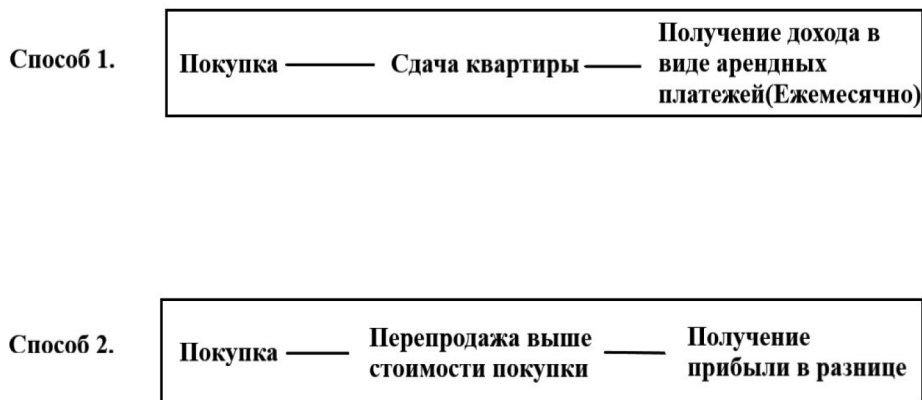 Способ 1.
Покупка
Сдача квартиры
Получение дохода в
виде арендных
платежей(Ежемесячно)
Способ 2.
Покупка
Перепродажа выше
стоимости покупки
Получение
прибыли в разнице